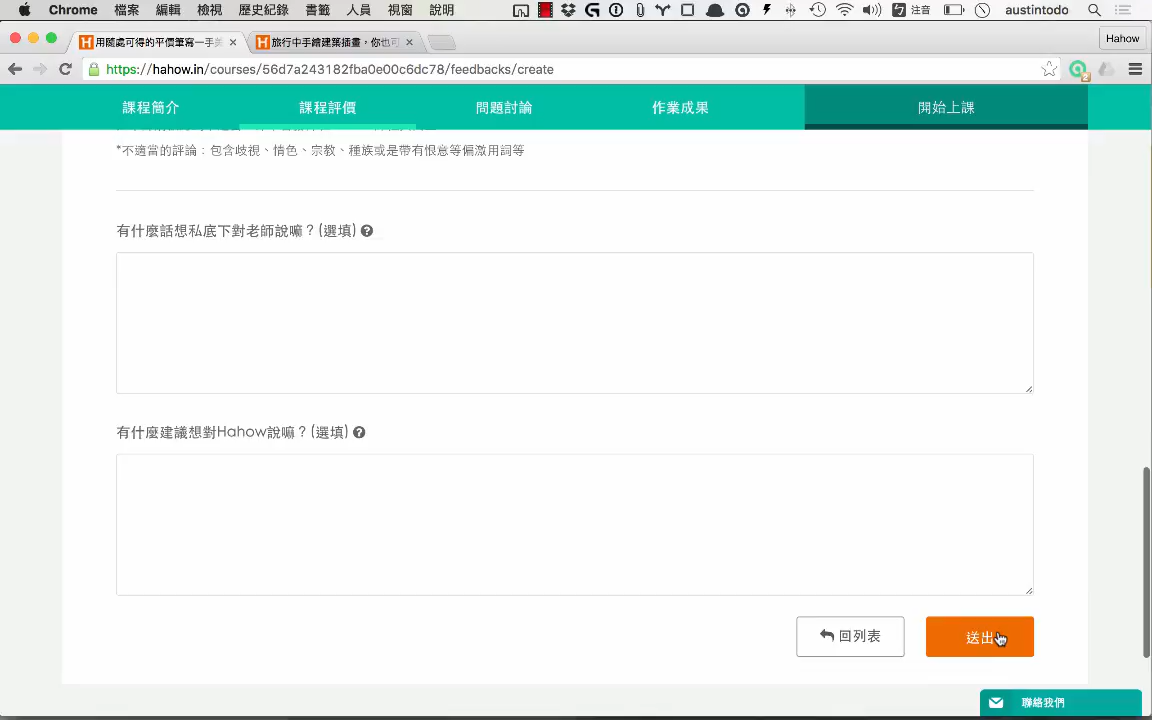 Chrome 檔案 編輯 檢視 歷史紀錄 書籤 人員 視窗 說明 注音 austintodo
用隨處可得的平價筆寫一手美 旅行中手繪建築插畫，你也可 Hahow
https://hahow.in/courses/56d7a243182fba0e00c6dc78/feedbacks/create
課程簡介 課程評價 問題討論 作業成果 開始上課
*不適當的評論：包含歧視、情色、宗教、種族或是帶有恨意等偏激用詞等
有什麼話想私底下對老師說嘛？(選填)
有什麼建議想對Hahow說嘛？(選填)
回列表 送出
聯絡我們